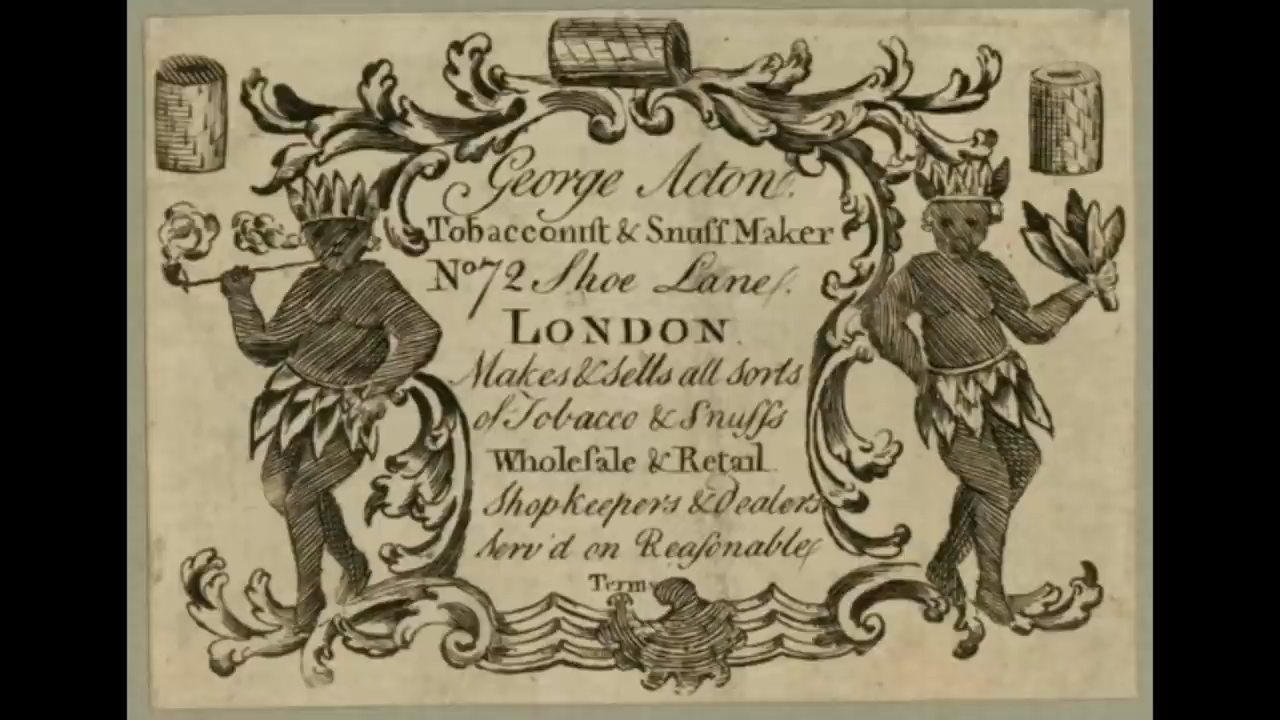 George Acton.
Tobacconist & Snuff Maker
No. 72 Shoe Lane.
LONDON.
Makes & Sells all Sorts
of Tobacco & Snuffs
Wholeſale & Retail
Shopkeepers & Dealers
Serv'd on Reaſonable
Terms